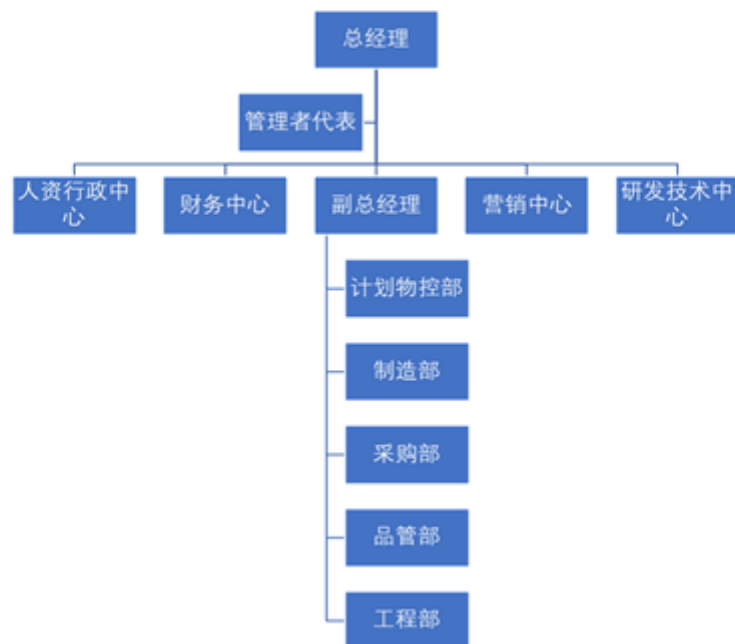 总经理
管理者代表
人资行政中
心
财务中心
副总经理
营销中心
研发技术中
心
计划物控部
制造部
采购部
品管部
工程部